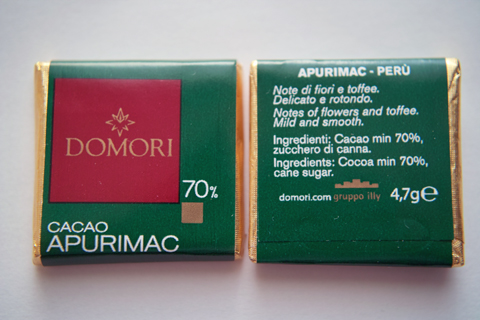 DOMORI
70%
CACAO
APURIMAC
APURIMAC - PERÙ
Note di fiori e toffee.
Delicato e rotondo.
Notes of flowers and toffee.
Mild and smooth.
Ingredienti: Cacao min 70%,
zucchero di canna.
Ingredients: Cocoa min 70%,
cane sugar.
domori.com gruppo illy 4,7g℮